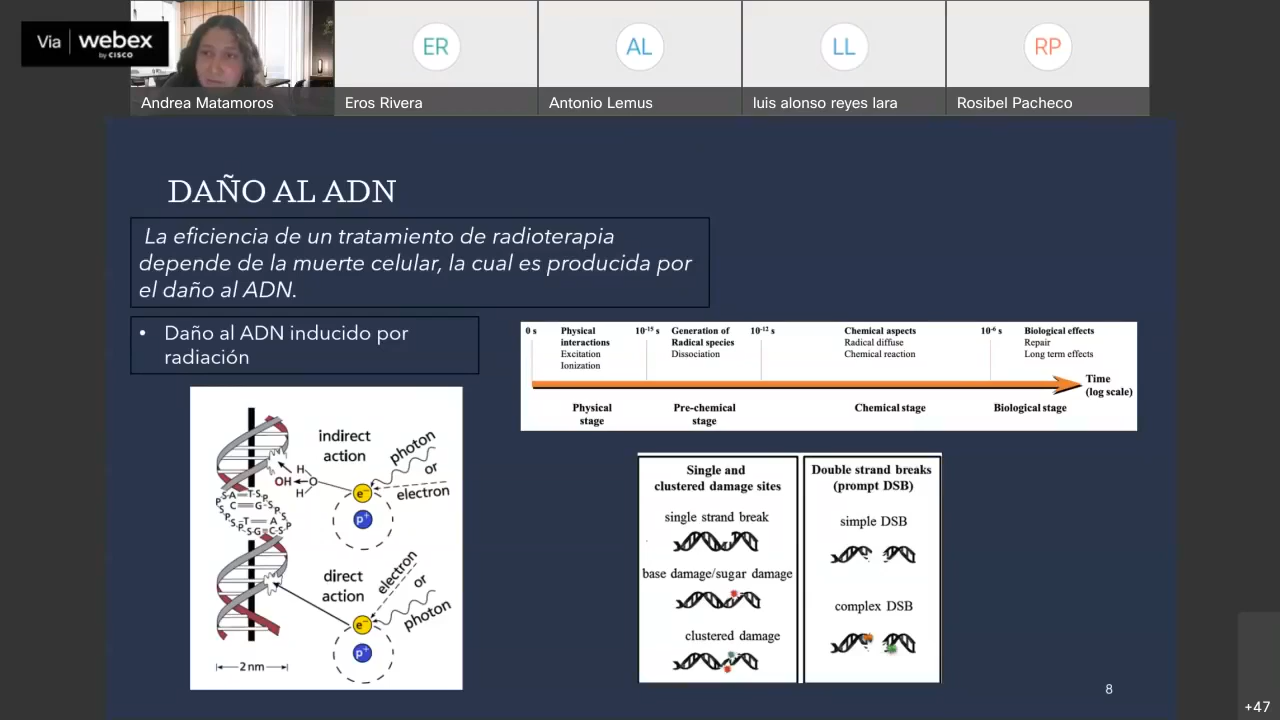 Via webex
by CISCO
ER
AL
LL
RP
Andrea Matamoros
Eros Rivera
Antonio Lemus
luis alonso reyes lara
Rosibel Pacheco
DAÑO AL ADN
La eficiencia de un tratamiento de radioterapia
depende de la muerte celular, la cual es producida por
el daño al ADN.
• Daño al ADN inducido por
radiación
0 s
Physical
interactions
Excitation
Ionization
10⁻¹⁵ s
Generation of
Radical species
Dissociation
10⁻¹² s
Chemical aspects
Radical diffuse
Chemical reaction
10⁻⁶ s
Biological effects
Repair
Long term effects
Time
(log scale)
Physical
stage
Pre-chemical
stage
Chemical stage
Biological stage
indirect
action
photon
or
electron
H
OH
O
H
e⁻
p⁺
S-A=T-S
C=G
T=A
S-G≡C-S
direct
action
electron
or
photon
e⁻
p⁺
2 nm
Single and
clustered damage sites
single strand break
base damage/sugar damage
clustered damage
Double strand breaks
(prompt DSB)
simple DSB
complex DSB
8
+47